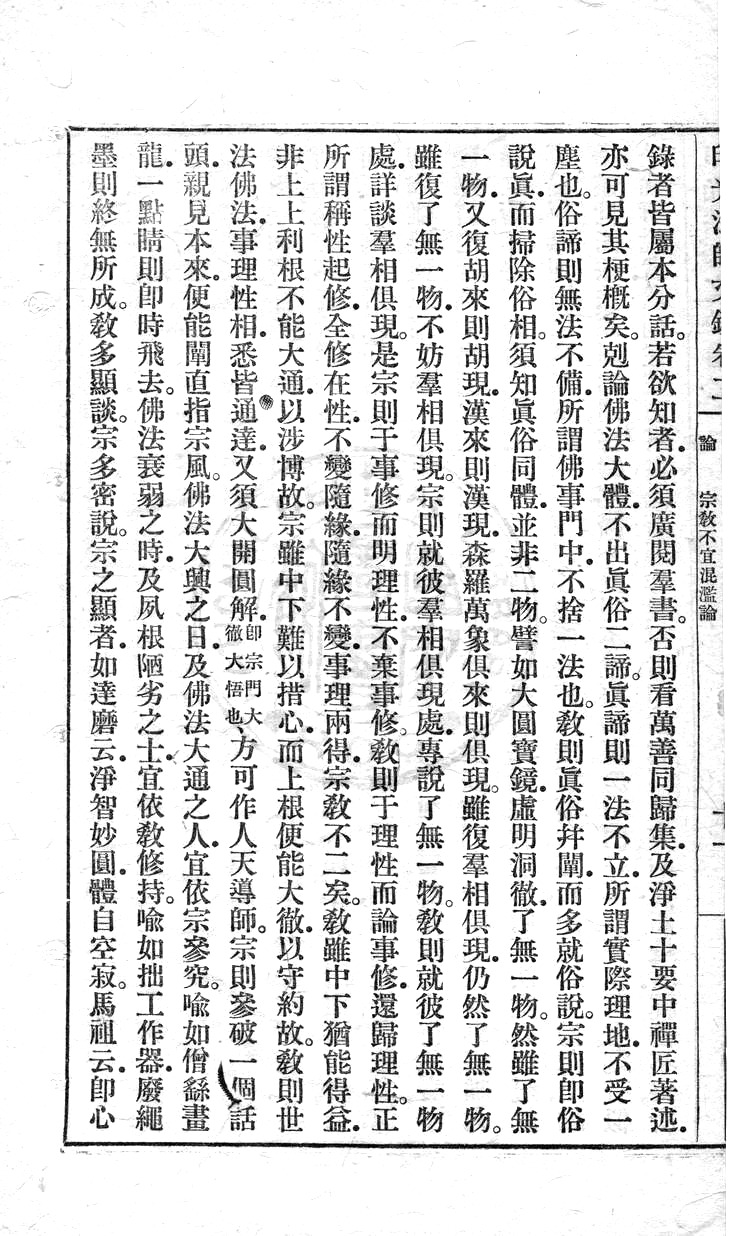 論　宗教不宜混濫論
錄者皆屬本分話。若欲知者．必須廣閱羣書。否則看萬善同歸集．及淨土十要中禪匠著述．
亦可見其梗槪矣。剋論佛法大體．不出眞俗二諦。眞諦則一法不立．所謂實際理地．不受一
塵也。俗諦則無法不備．所謂佛事門中．不捨一法也。敎則眞俗幷闡．而多就俗說。宗則卽俗
說眞．而掃除俗相。須知眞俗同體．並非二物。譬如大圓寶鏡．虛明洞徹．了無一物。然雖了無
一物．又復胡來則胡現．漢來則漢現．森羅萬象俱來則俱現。雖復羣相俱現．仍然了無一物。
雖復了無一物．不妨羣相俱現。宗則就彼羣相俱現處．專說了無一物。敎則就彼了無一物
處．詳談羣相俱現。是宗則于事修而明理性．不棄事修。敎則于理性而論事修．還歸理性。正
所謂稱性起修．全修在性．不變隨緣．隨緣不變．事理兩得．宗敎不二矣。敎雖中下猶能得益．
非上上利根不能大通．以涉博故。宗雖中下難以措心．而上根便能大徹．以守約故。敎則世
法佛法．事理性相．悉皆通達．又須大開圓解．卽宗門大徹大悟也、方可作人天導師。宗則參破一個話
頭．親見本來．便能闡直指宗風。佛法大興之日．及佛法大通之人．宜依宗參究。喩如僧繇畫
龍．一點睛則卽時飛去。佛法衰弱之時．及夙根陋劣之士．宜依敎修持。喩如拙工作器．廢繩
墨則終無所成。敎多顯談。宗多密說。宗之顯者．如達磨云．淨智妙圓．體自空寂。馬祖云．卽心